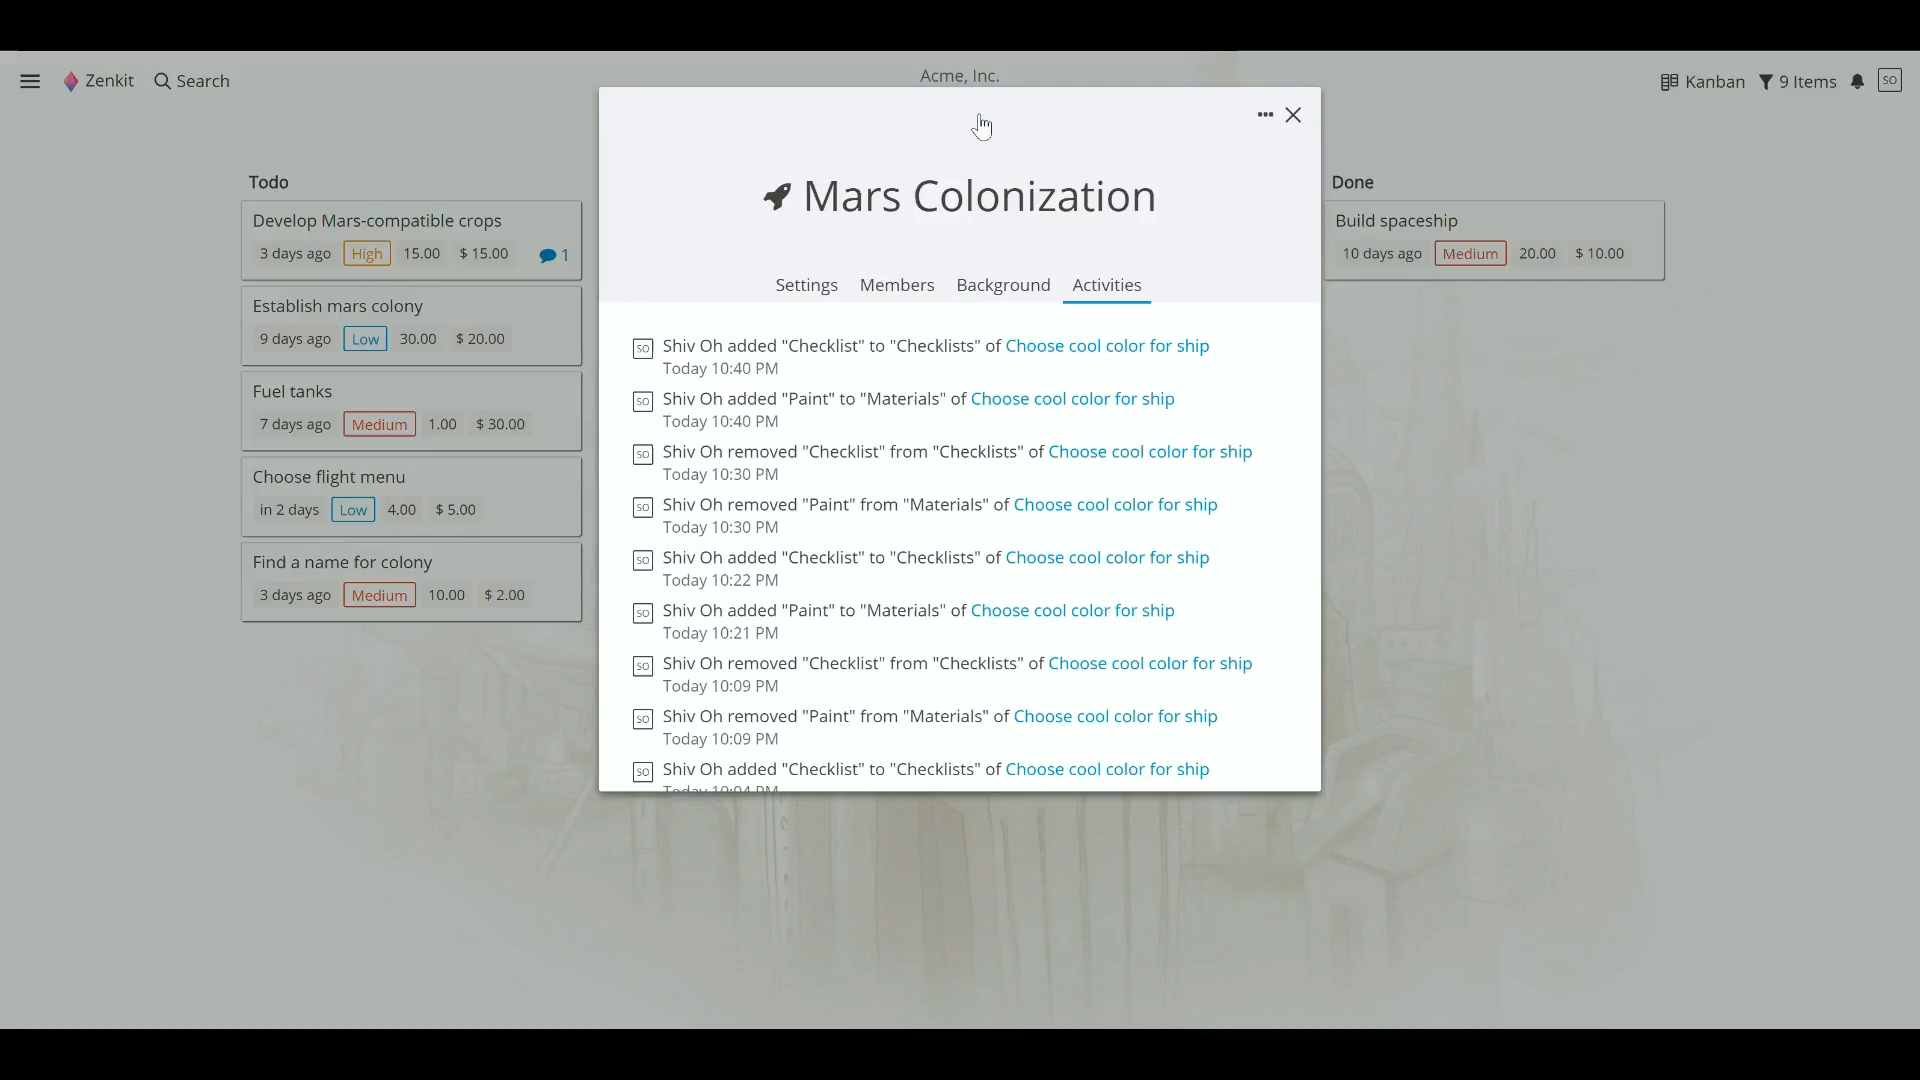 Zenkit
Search
Acme, Inc.
Kanban
9 Items
SO
Todo
Develop Mars-compatible crops
3 days ago High 15.00 $ 15.00 1
Establish mars colony
9 days ago Low 30.00 $ 20.00
Fuel tanks
7 days ago Medium 1.00 $ 30.00
Choose flight menu
in 2 days Low 4.00 $ 5.00
Find a name for colony
3 days ago Medium 10.00 $ 2.00
Mars Colonization
Settings Members Background Activities
SO Shiv Oh added "Checklist" to "Checklists" of Choose cool color for ship
Today 10:40 PM
SO Shiv Oh added "Paint" to "Materials" of Choose cool color for ship
Today 10:40 PM
SO Shiv Oh removed "Checklist" from "Checklists" of Choose cool color for ship
Today 10:30 PM
SO Shiv Oh removed "Paint" from "Materials" of Choose cool color for ship
Today 10:30 PM
SO Shiv Oh added "Checklist" to "Checklists" of Choose cool color for ship
Today 10:22 PM
SO Shiv Oh added "Paint" to "Materials" of Choose cool color for ship
Today 10:21 PM
SO Shiv Oh removed "Checklist" from "Checklists" of Choose cool color for ship
Today 10:09 PM
SO Shiv Oh removed "Paint" from "Materials" of Choose cool color for ship
Today 10:09 PM
SO Shiv Oh added "Checklist" to "Checklists" of Choose cool color for ship
Today 10:04 PM
Done
Build spaceship
10 days ago Medium 20.00 $ 10.00